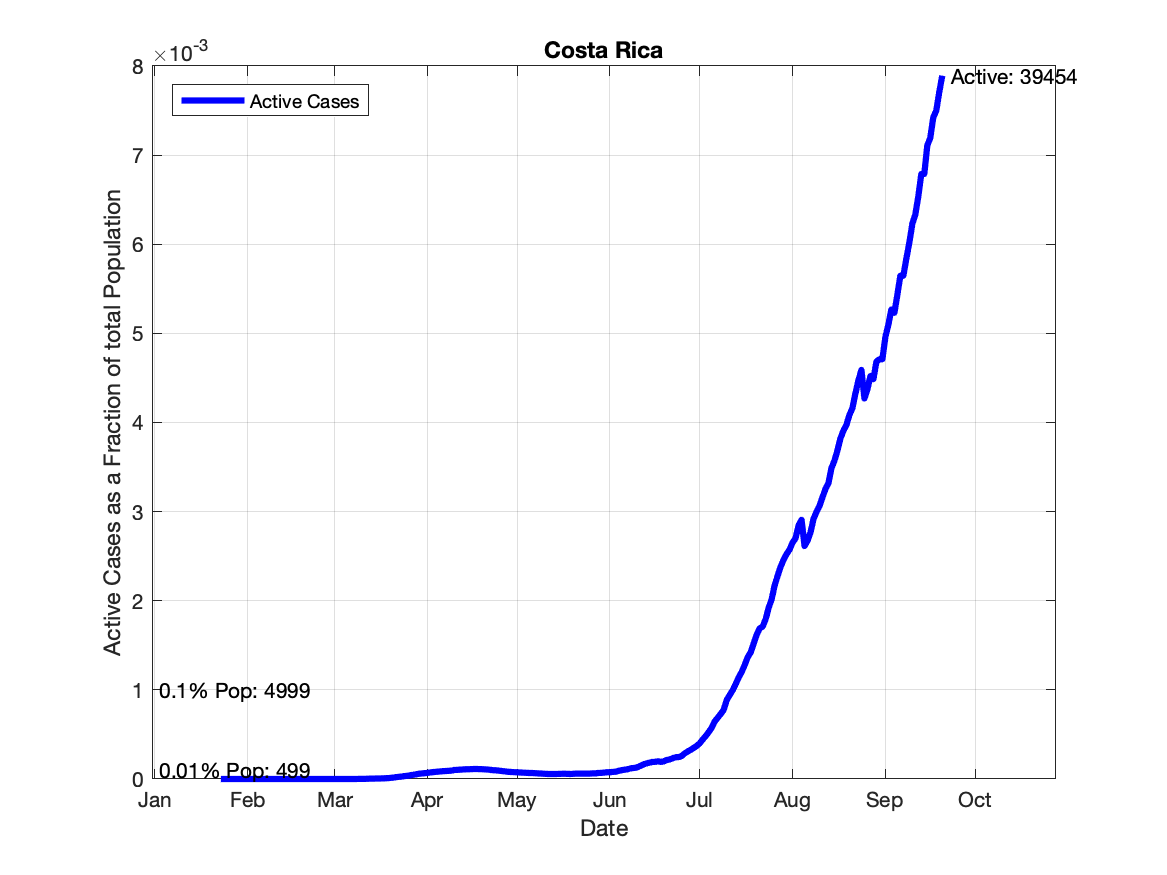 Costa Rica
×10-3
Active: 39454
Active Cases
8
7
6
5
4
3
2
1
0
Active Cases as a Fraction of total Population
0.1% Pop: 4999
0.01% Pop: 499
Jan Feb Mar Apr May Jun Jul Aug Sep Oct
Date